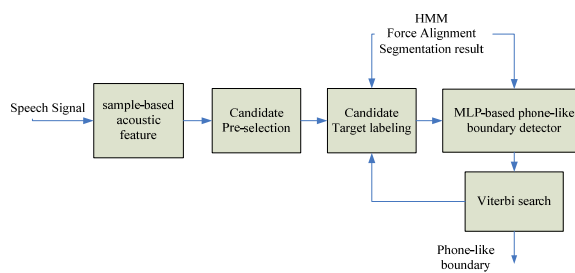 HMM
Force Alignment
Segmentation result
Speech Signal
sample-based
acoustic
feature
Candidate
Pre-selection
Candidate
Target labeling
MLP-based phone-like
boundary detector
Viterbi search
Phone-like
boundary